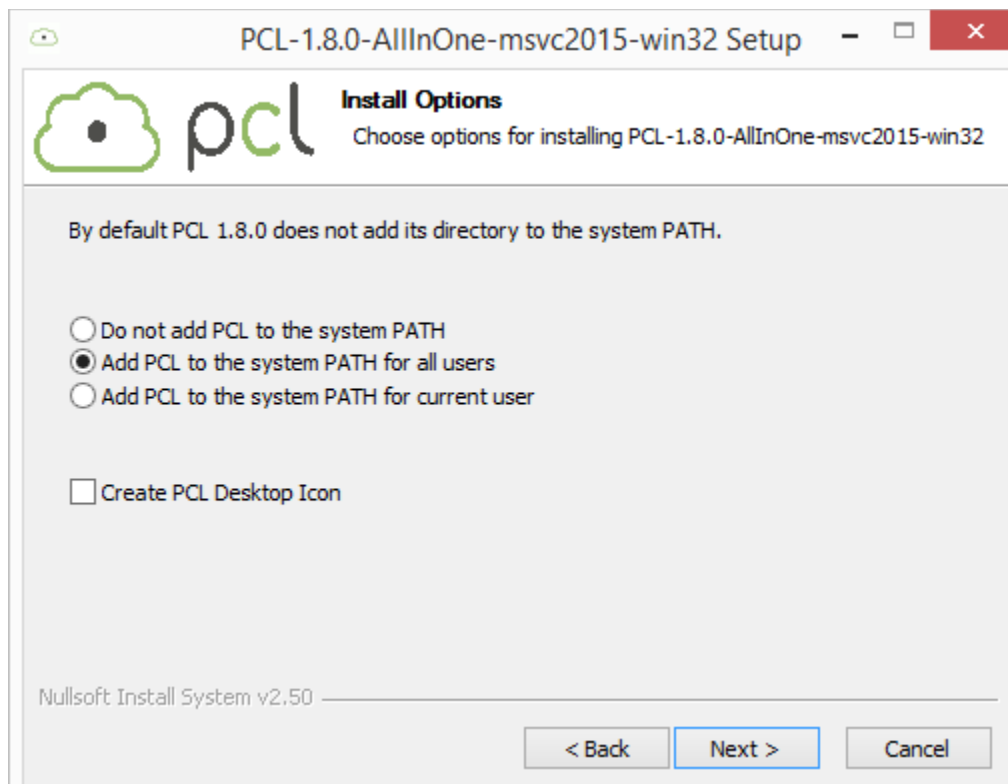 PCL-1.8.0-AllInOne-msvc2015-win32 Setup
pcl
Install Options
Choose options for installing PCL-1.8.0-AllInOne-msvc2015-win32
By default PCL 1.8.0 does not add its directory to the system PATH.
Do not add PCL to the system PATH
Add PCL to the system PATH for all users
Add PCL to the system PATH for current user
Create PCL Desktop Icon
Nullsoft Install System v2.50
< Back
Next >
Cancel